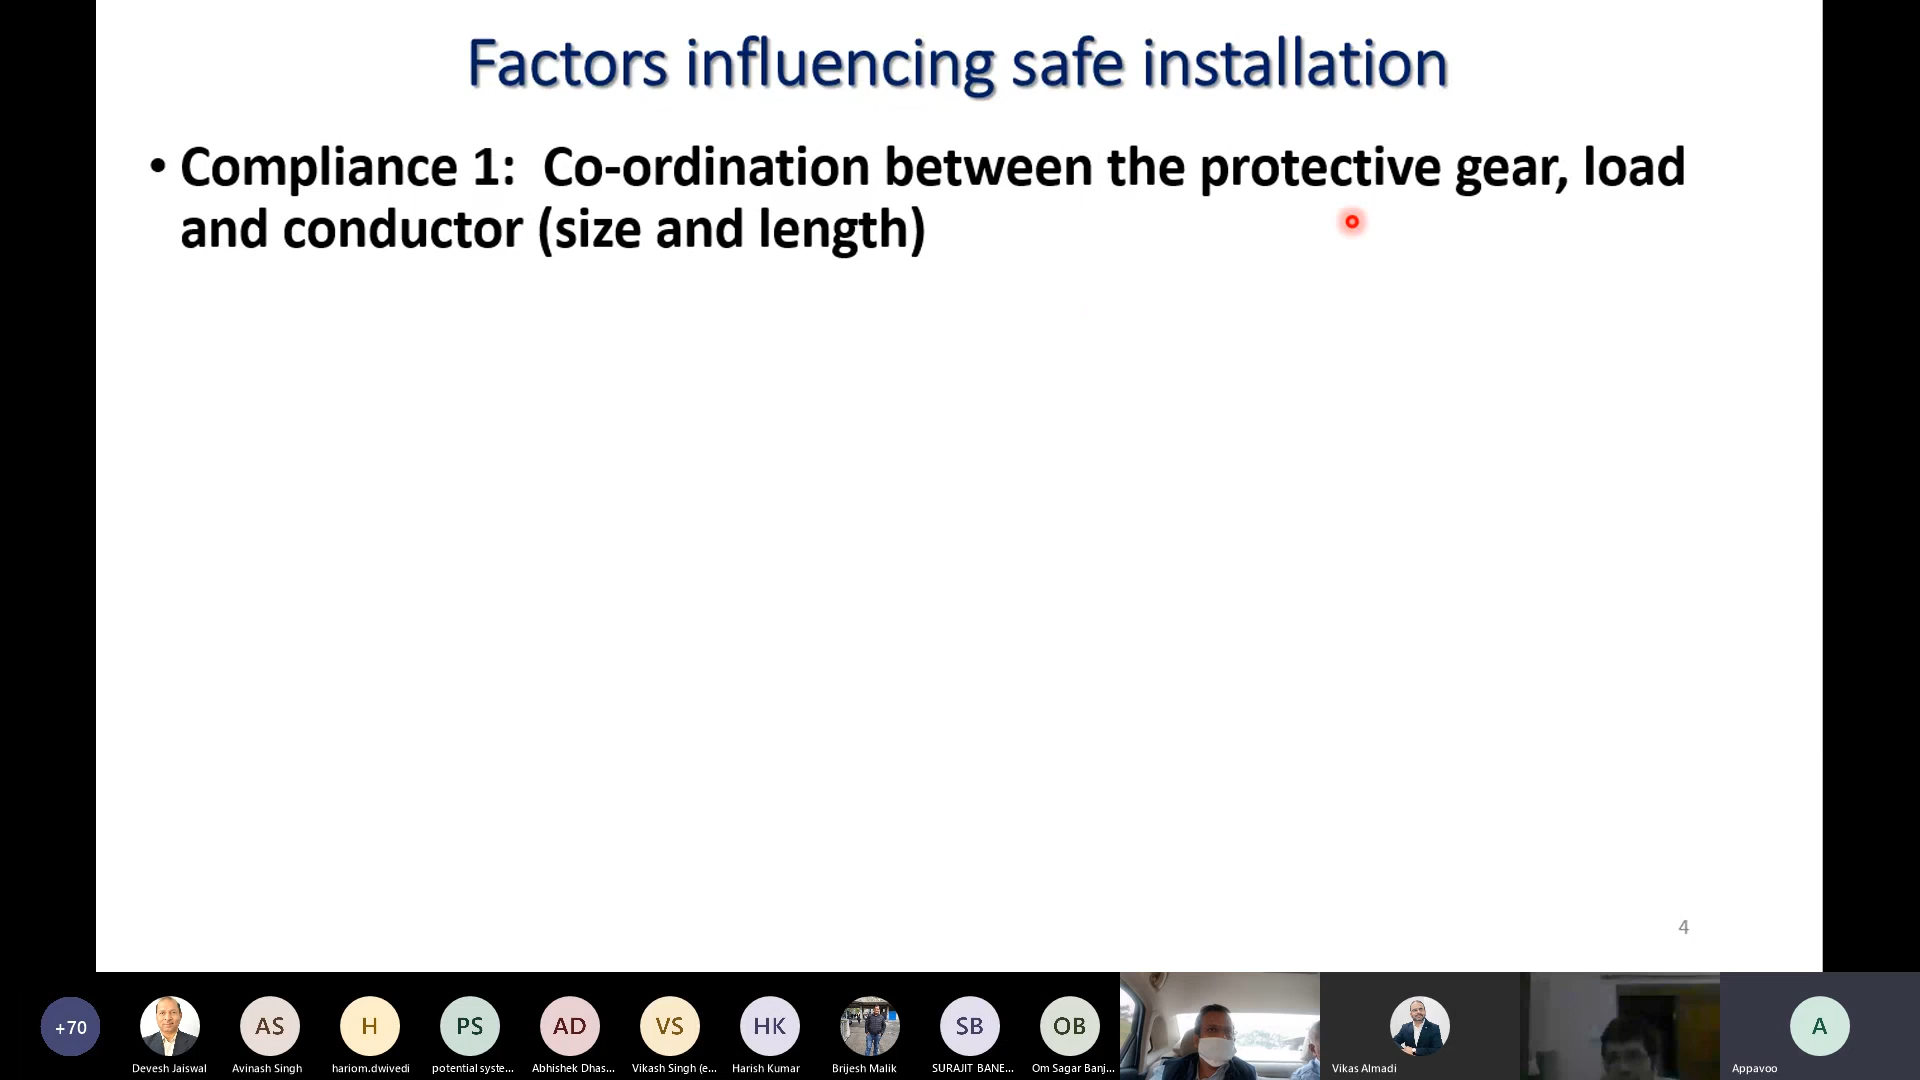 Factors influencing safe installation
• Compliance 1: Co-ordination between the protective gear, load
and conductor (size and length)
4
+70
AS
H
PS
AD
VS
HK
SB
OB
A
Devesh Jaiswal
Avinash Singh
hariom.dwivedi
potential syste...
Abhishek Dhas...
Vikash Singh (e...
Harish Kumar
Brijesh Malik
SURAJIT BANE...
Om Sagar Banj...
Vikas Almadi
Appavoo